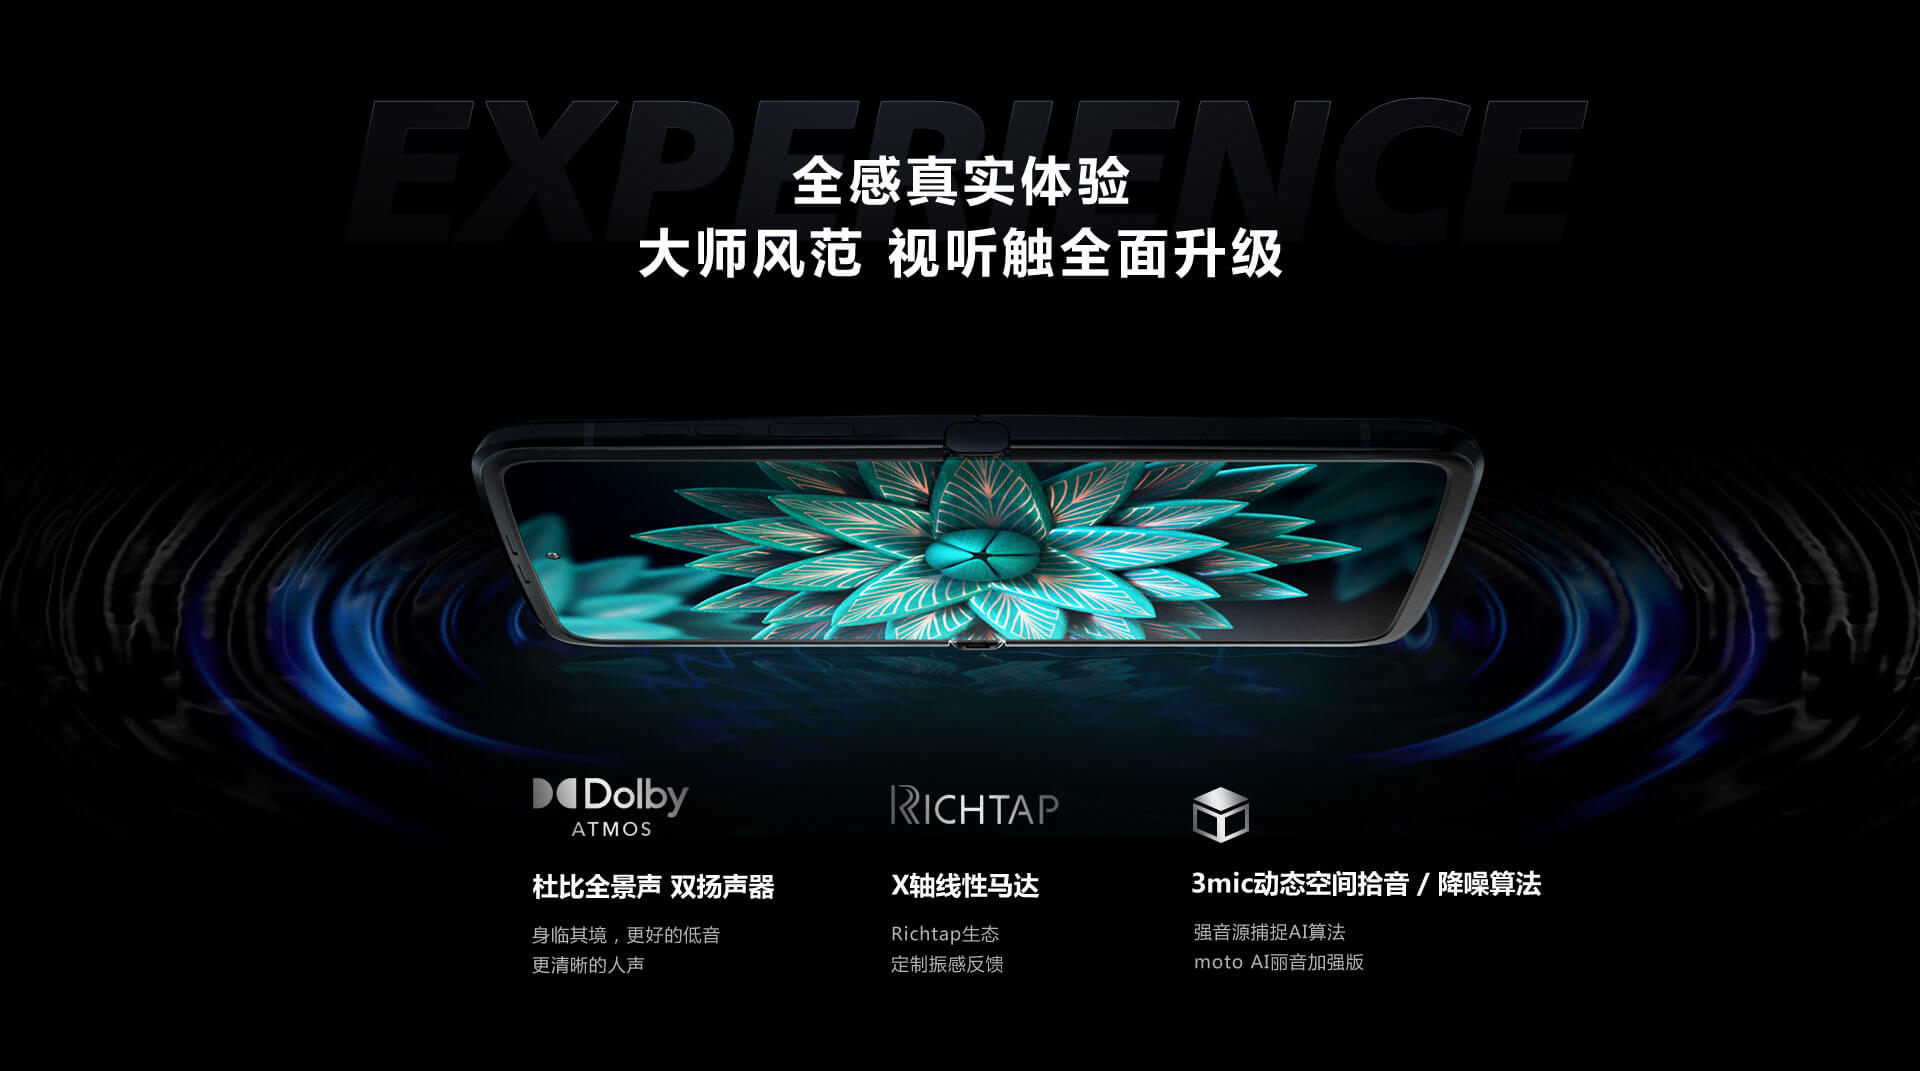 EXPERIENCE
全感真实体验
大师风范 视听触全面升级
Dolby
ATMOS
杜比全景声 双扬声器
身临其境，更好的低音
更清晰的人声
RICHTAP
X轴线性马达
Richtap生态
定制振感反馈
3mic动态空间拾音 / 降噪算法
强音源捕捉AI算法
moto AI丽音加强版